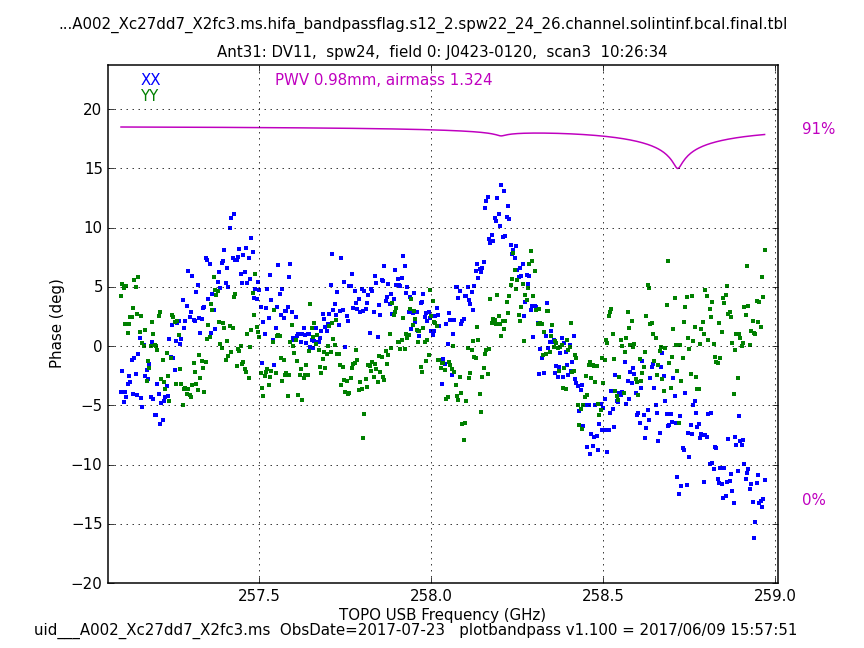 ...A002_Xc27dd7_X2fc3.ms.hifa_bandpassflag.s12_2.spw22_24_26.channel.solintinf.bcal.final.tbl
Ant31: DV11,  spw24,  field 0: J0423-0120,  scan3  10:26:34
XX
PWV 0.98mm, airmass 1.324
YY
20
91%
15
10
5
Phase (deg)
0
−5
−10
0%
−15
−20
257.5 258.0 258.5 259.0
TOPO USB Frequency (GHz)
uid___A002_Xc27dd7_X2fc3.ms  ObsDate=2017-07-23   plotbandpass v1.100 = 2017/06/09 15:57:51